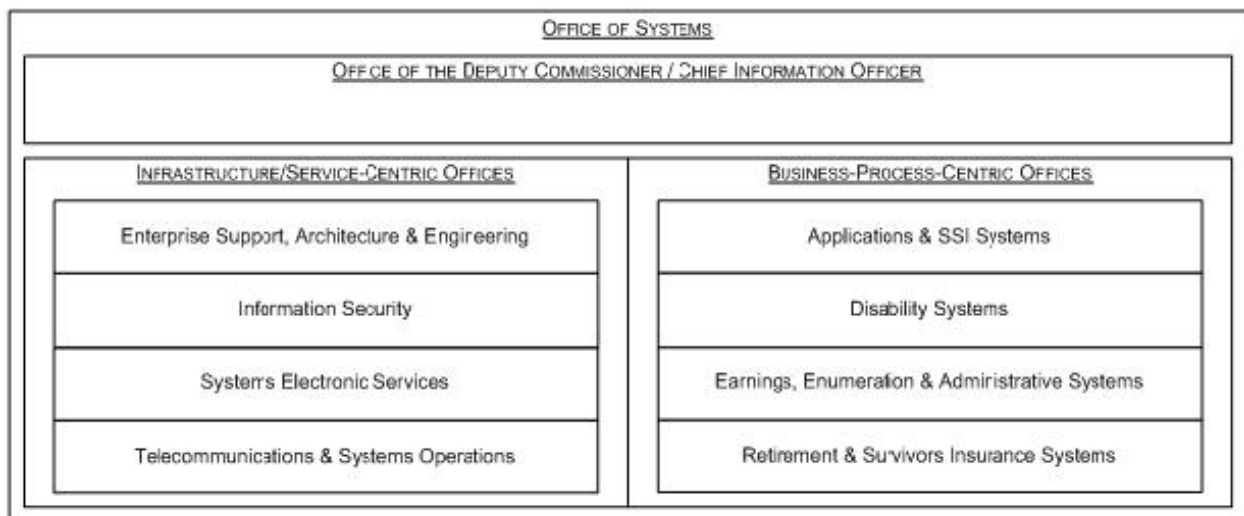 OFFICE OF SYSTEMS
OFFICE OF THE DEPUTY COMMISSIONER / CHIEF INFORMATION OFFICER
INFRASTRUCTURE/SERVICE-CENTRIC OFFICES
Enterprise Support, Architecture & Engineering
Information Security
Systems Electronic Services
Telecommunications & Systems Operations
BUSINESS-PROCESS-CENTRIC OFFICES
Applications & SSI Systems
Disability Systems
Earnings, Enumeration & Administrative Systems
Retirement & Survivors Insurance Systems